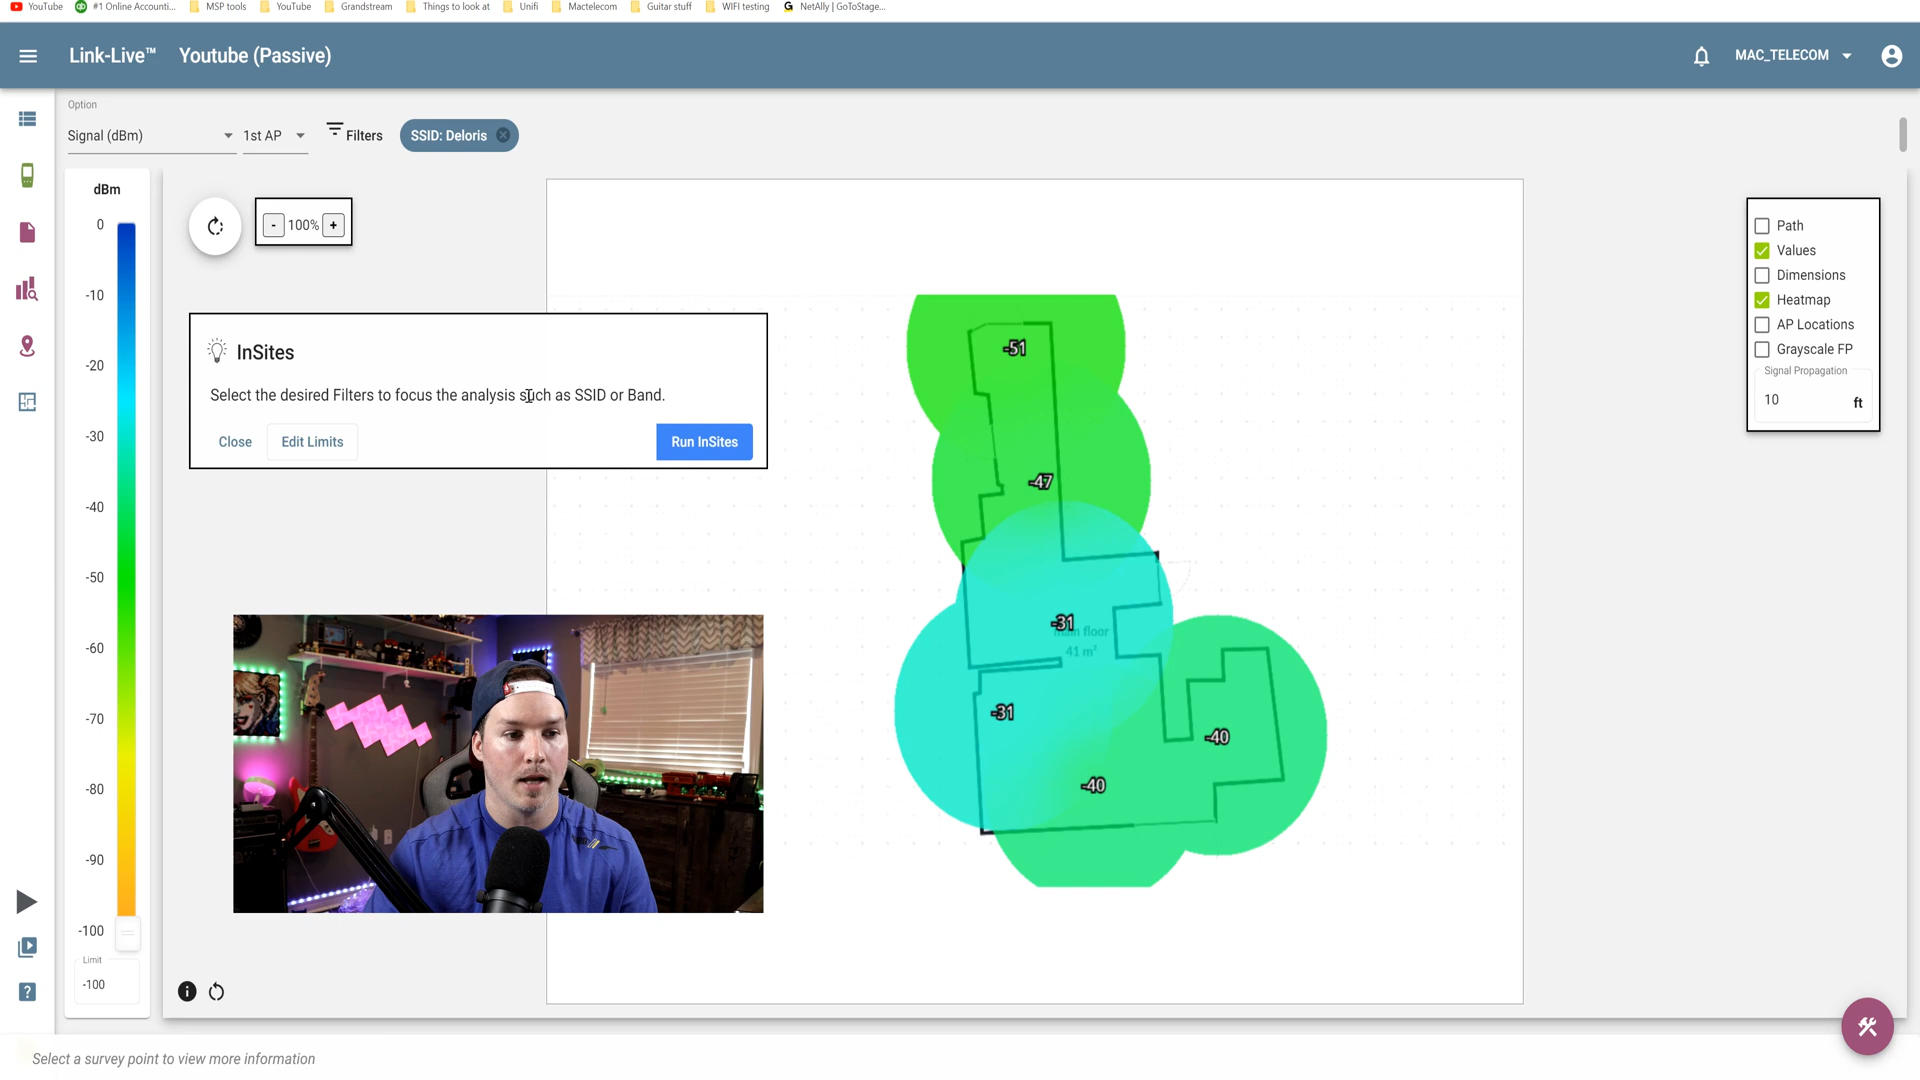 YouTube
#1 Online Accounti...
MSP tools
YouTube
Grandstream
Things to look at
Unifi
Mactelecom
Guitar stuff
WIFI testing
NetAlly | GoToStage...
Link-Live™ Youtube (Passive)
MAC_TELECOM
Option
Signal (dBm)
1st AP
Filters
SSID: Deloris
dBm
0
-10
-20
-30
-40
-50
-60
-70
-80
-90
-100
Limit
-100
- 100% +
InSites
Select the desired Filters to focus the analysis such as SSID or Band.
Close
Edit Limits
Run InSites
-51
-47
-31
main floor
41 m²
-31
-40
-40
Path
Values
Dimensions
Heatmap
AP Locations
Grayscale FP
Signal Propagation
10 ft
Select a survey point to view more information